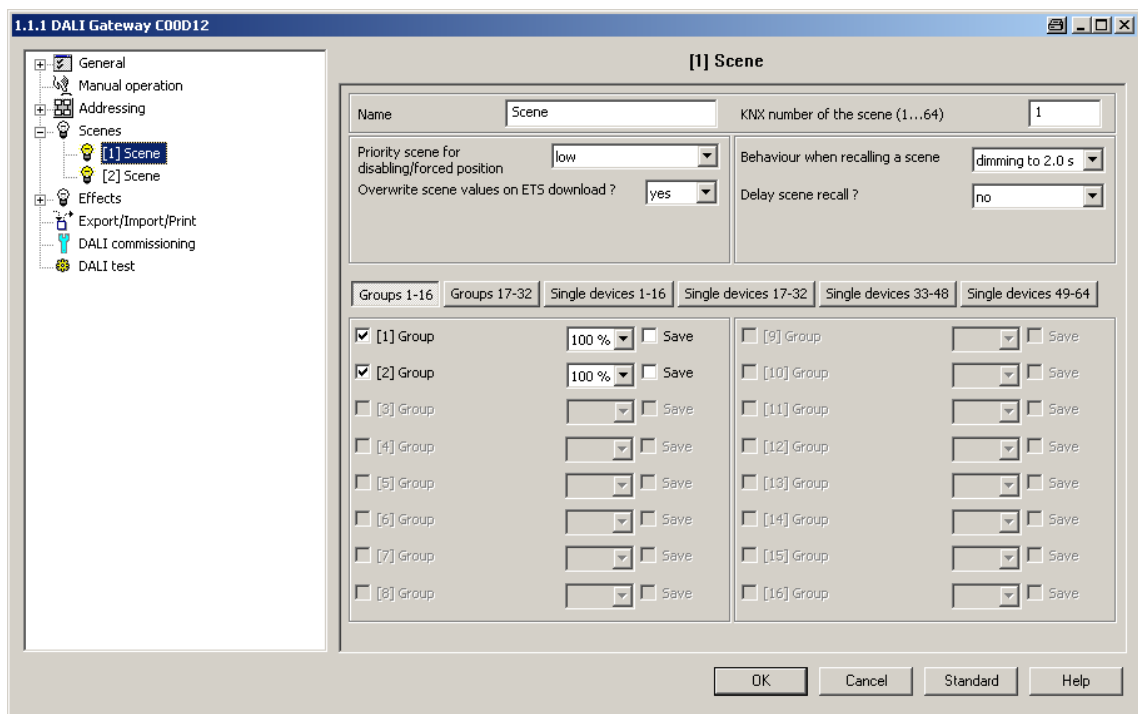 1.1.1 DALI Gateway C00D12
General
Manual operation
Addressing
Scenes
[1] Scene
[2] Scene
Effects
Export/Import/Print
DALI commissioning
DALI test
[1] Scene
Name Scene KNX number of the scene (1...64) 1
Priority scene for
disabling/forced position low
Overwrite scene values on ETS download ? yes
Behaviour when recalling a scene dimming to 2.0 s
Delay scene recall ? no
Groups 1-16 Groups 17-32 Single devices 1-16 Single devices 17-32 Single devices 33-48 Single devices 49-64
[1] Group 100 % Save
[2] Group 100 % Save
[3] Group Save
[4] Group Save
[5] Group Save
[6] Group Save
[7] Group Save
[8] Group Save
[9] Group Save
[10] Group Save
[11] Group Save
[12] Group Save
[13] Group Save
[14] Group Save
[15] Group Save
[16] Group Save
OK Cancel Standard Help